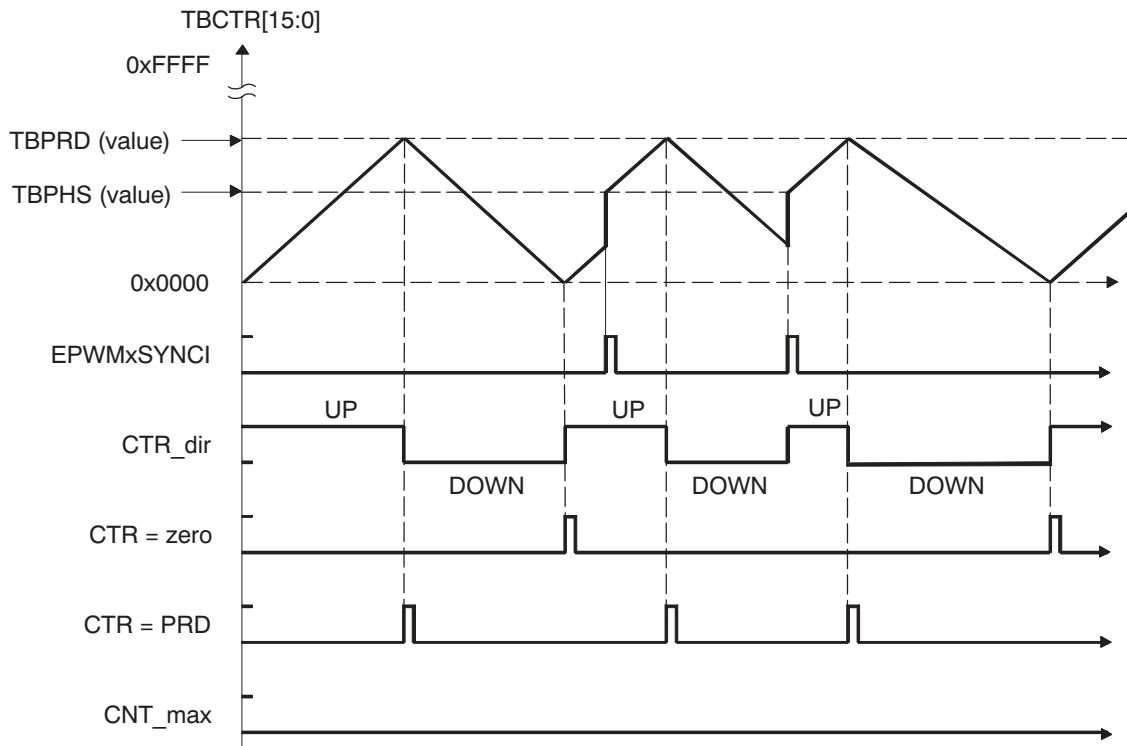 TBCTR[15:0]
0xFFFF
TBPRD (value)
TBPHS (value)
0x0000
EPWMxSYNCI
UP
UP
UP
CTR_dir
DOWN
DOWN
DOWN
CTR = zero
CTR = PRD
CNT_max